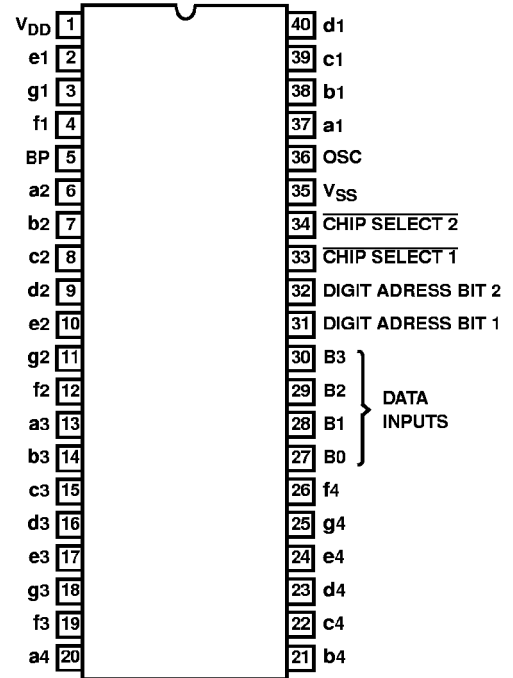 VDD 1 40 d1
e1 2 39 c1
g1 3 38 b1
f1 4 37 a1
BP 5 36 OSC
a2 6 35 VSS
b2 7 34 CHIP SELECT 2
c2 8 33 CHIP SELECT 1
d2 9 32 DIGIT ADRESS BIT 2
e2 10 31 DIGIT ADRESS BIT 1
g2 11 30 B3
f2 12 29 B2 DATA
a3 13 28 B1 INPUTS
b3 14 27 B0
c3 15 26 f4
d3 16 25 g4
e3 17 24 e4
g3 18 23 d4
f3 19 22 c4
a4 20 21 b4